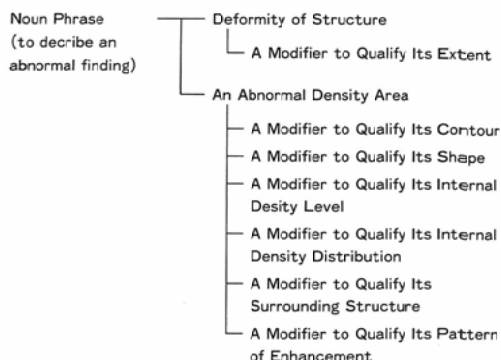 Noun Phrase
(to decribe an
abnormal finding)
Deformity of Structure
A Modifier to Qualify Its Extent
An Abnormal Density Area
A Modifier to Qualify Its Contour
A Modifier to Qualify Its Shape
A Modifier to Qualify Its Internal
Desity Level
A Modifier to Qualify Its Internal
Density Distribution
A Modifier to Qualify Its
Surrounding Structure
A Modifier to Qualify Its Pattern
of Enhancement